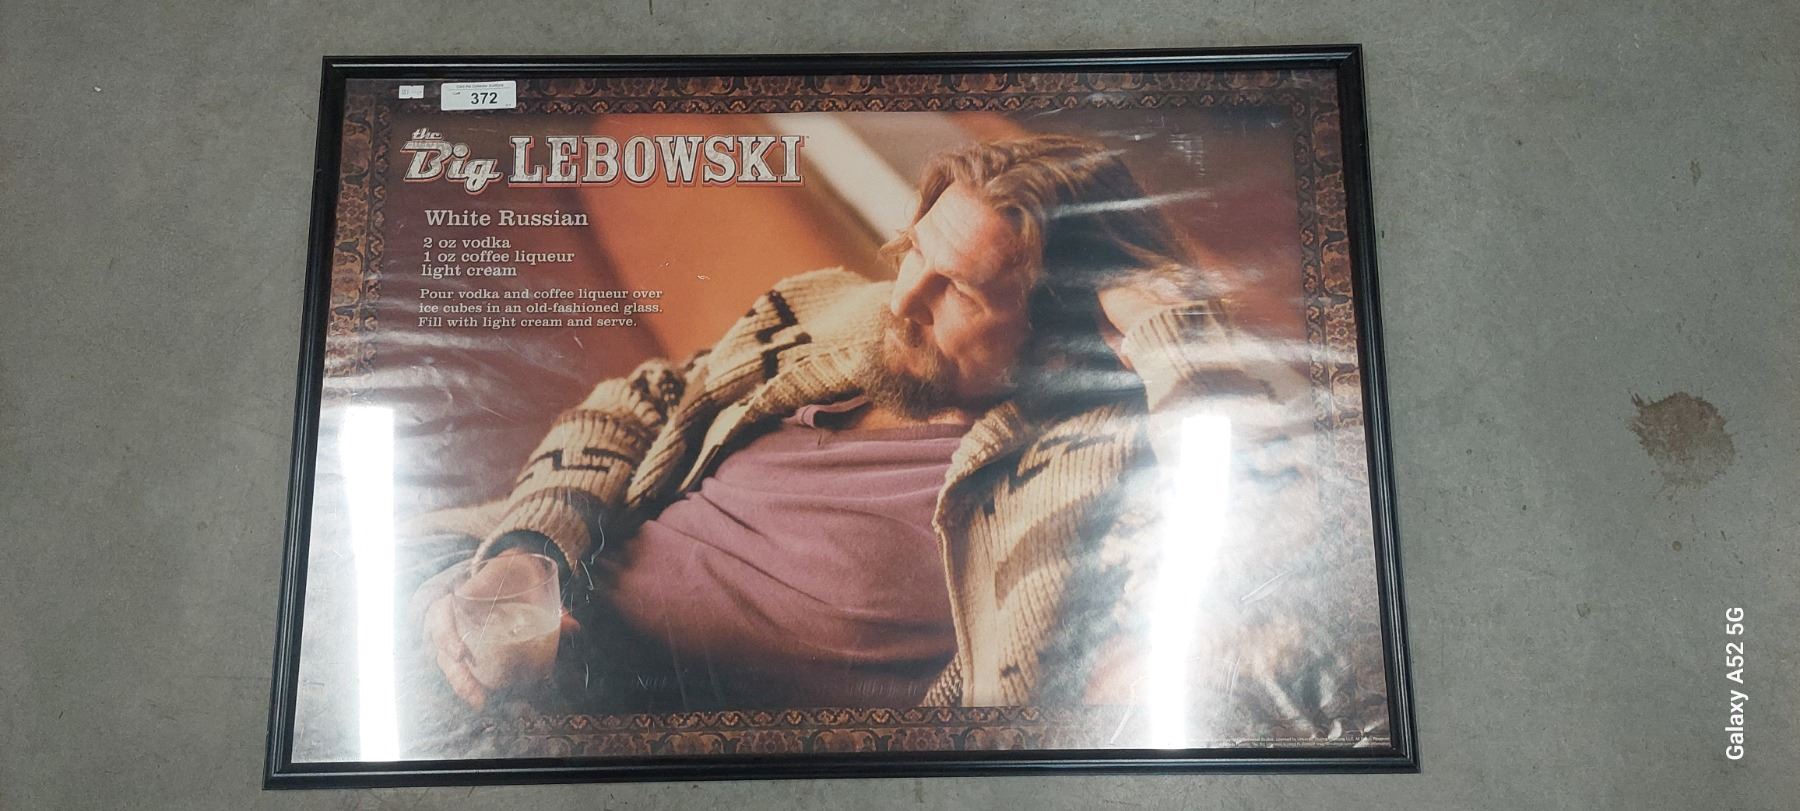 372
the
Big LEBOWSKI
White Russian
2 oz vodka
1 oz coffee liqueur
light cream
Pour vodka and coffee liqueur over
ice cubes in an old-fashioned glass.
Fill with light cream and serve.
Galaxy A52 5G